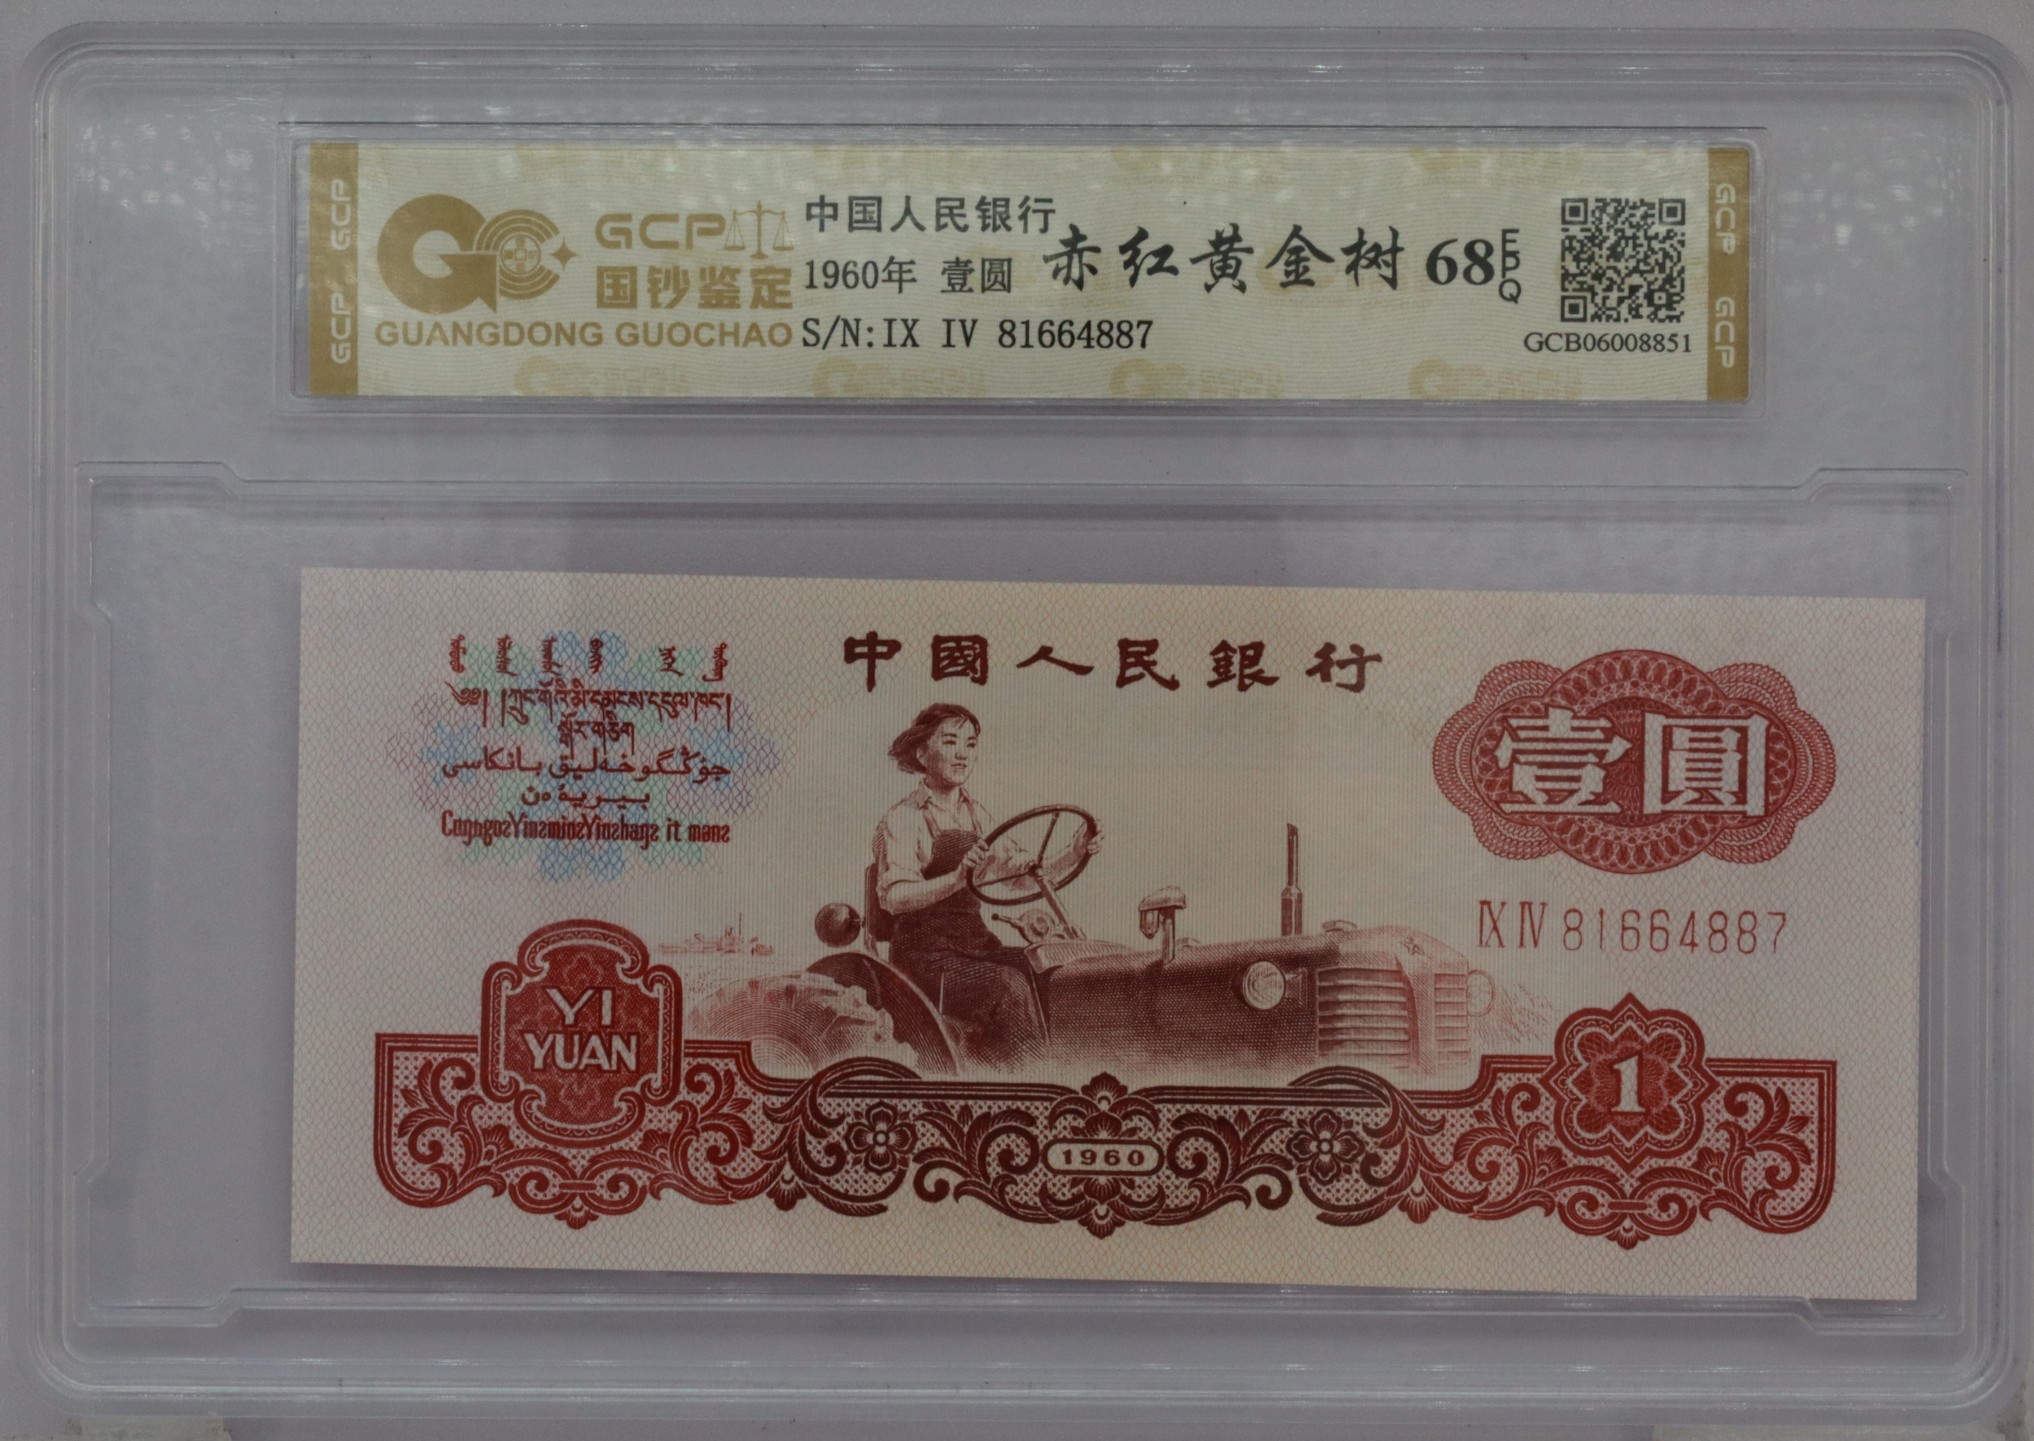 GCP GCP
GCP
国钞鉴定
GUANGDONG GUOCHAO
中国人民银行
1960年 壹圆
S/N:IX IV 81664887
赤红黄金树 68
EPQ
GCB06008851
GCP GCP
中國人民銀行
壹圓
IX IV 81664887
YI
YUAN
1960
1